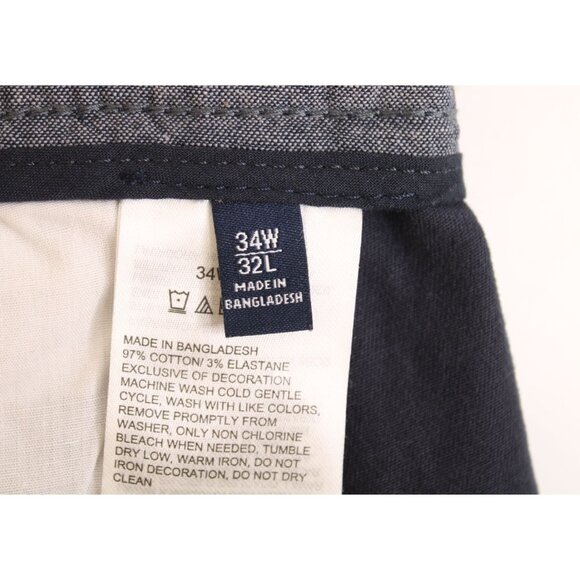 34W
32L
MADE IN
BANGLADESH
34
MADE IN BANGLADESH
97% COTTON/ 3% ELASTANE
EXCLUSIVE OF DECORATION
MACHINE WASH COLD GENTLE
CYCLE, WASH WITH LIKE COLORS,
REMOVE PROMPTLY FROM
WASHER, ONLY NON CHLORINE
BLEACH WHEN NEEDED, TUMBLE
DRY LOW, WARM IRON, DO NOT
IRON DECORATION, DO NOT DRY
CLEAN